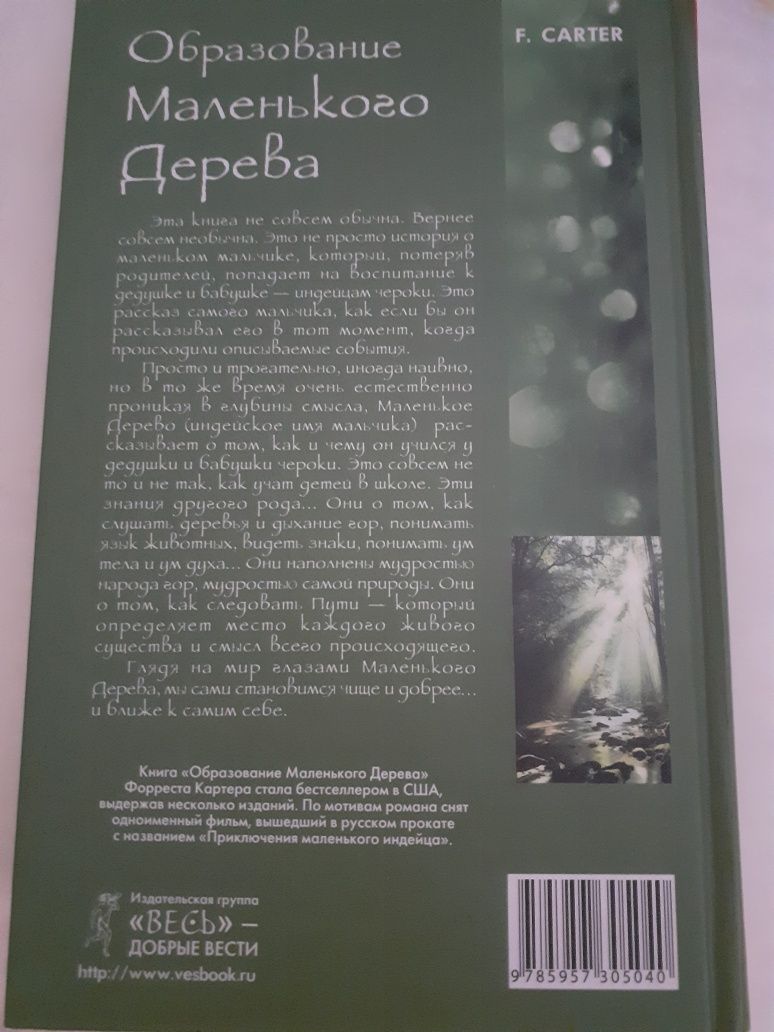 Образование
Маленького
Дерева
F. CARTER
Эта книга не совсем обычна. Вернее
совсем необычна. Это не просто история о
маленьком мальчике, который, потеряв
родителей, попадает на воспитание к
дедушке и бабушке — индейцам чероки. Это
рассказ самого мальчика, как если бы он
рассказывал его в тот момент, когда
происходили описываемые события.
Просто и трогательно, иногда наивно,
но в то же время очень естественно
проникая в глубины смысла, Маленькое
Дерево (индейское имя мальчика) рас-
сказывает о том, как и чему он учился у
дедушки и бабушки чероки. Это совсем не
то и не так, как учат детей в школе. Эти
знания другого рода... Они о том, как
слушать деревья и дыхание гор, понимать
язык животных, видеть знаки, понимать ум
тела и ум духа... Они наполнены мудростью
народа гор, мудростью самой природы. Они
о том, как следовать Пути — который
определяет место каждого живого
существа и смысл всего происходящего.
Глядя на мир глазами Маленького
Дерева, мы сами становимся чище и добрее...
и ближе к самим себе.
Книга «Образование Маленького Дерева»
Форреста Картера стала бестселлером в США,
выдержав несколько изданий. По мотивам романа снят
одноименный фильм, вышедший в русском прокате
с названием «Приключения маленького индейца».
Издательская группа
«ВЕСЬ» —
ДОБРЫЕ ВЕСТИ
http://www.vesbook.ru
9 785957 305040